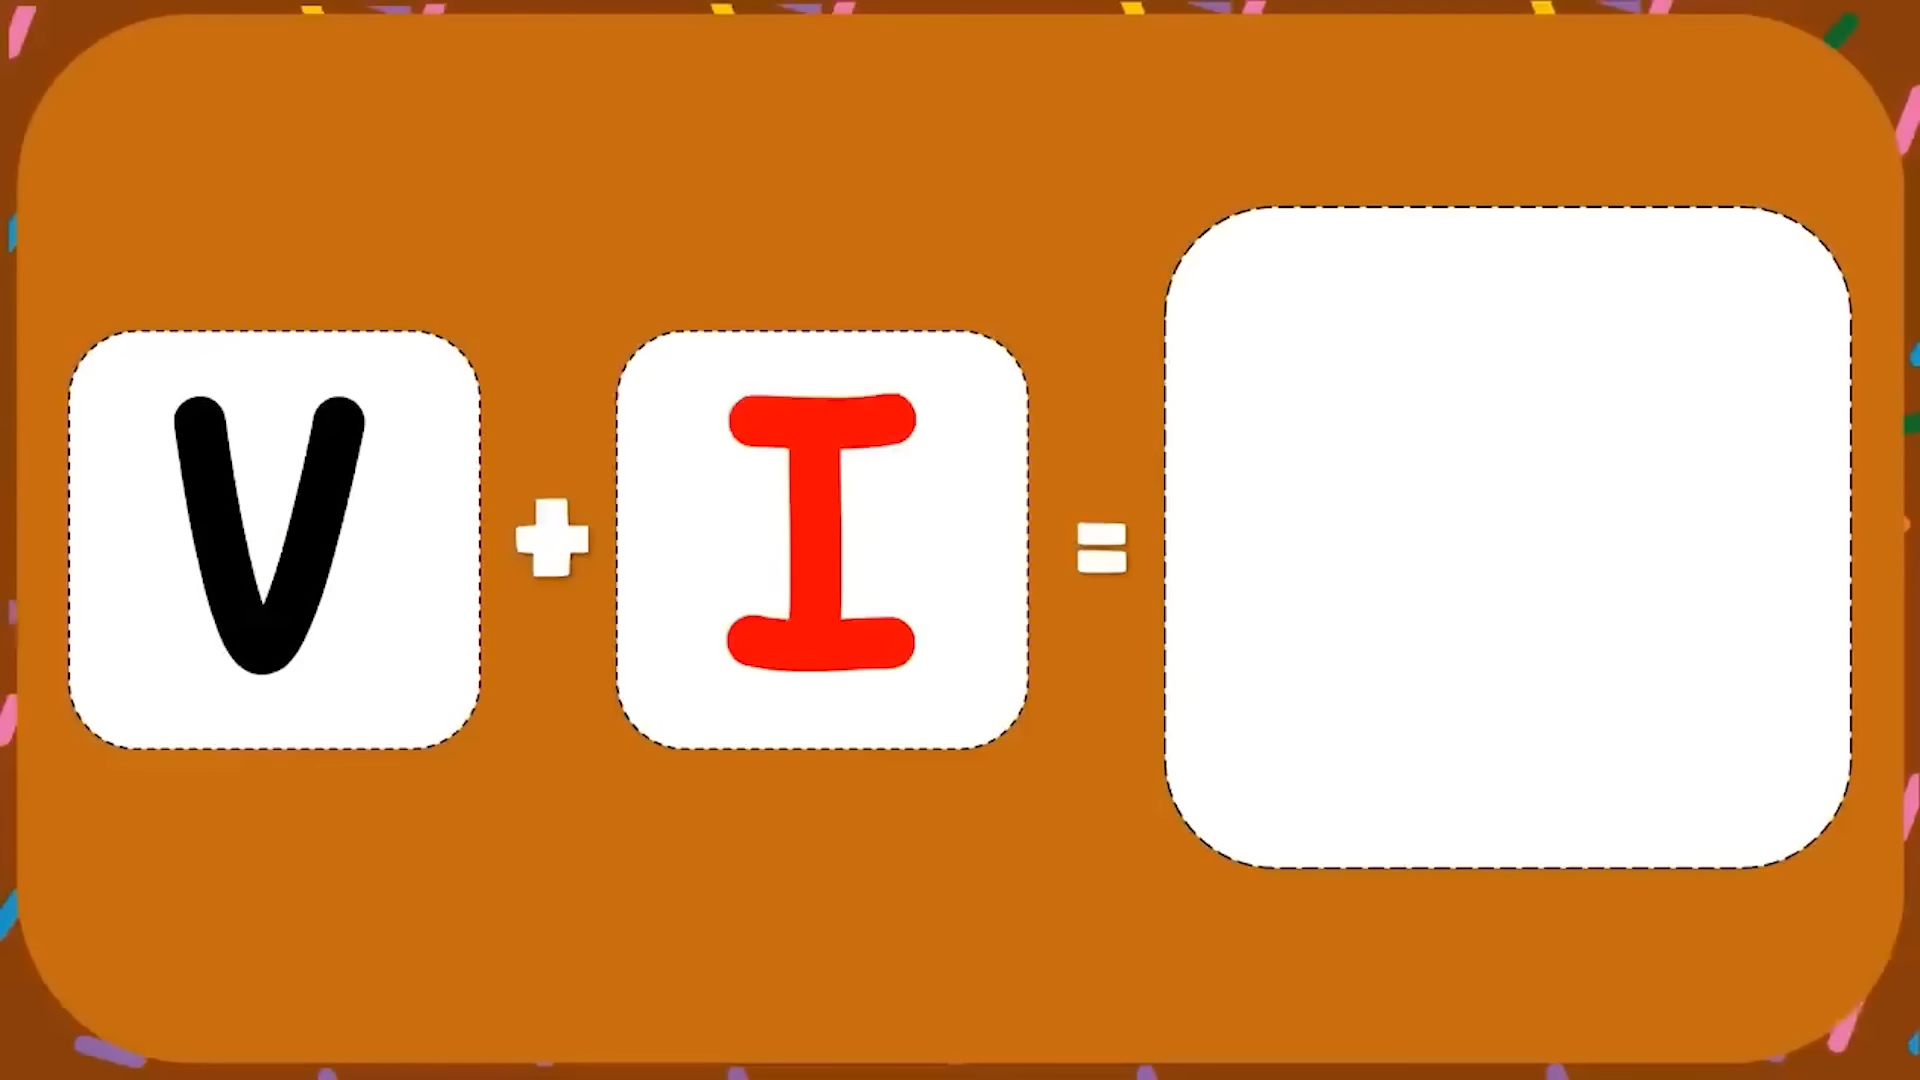 V + I =